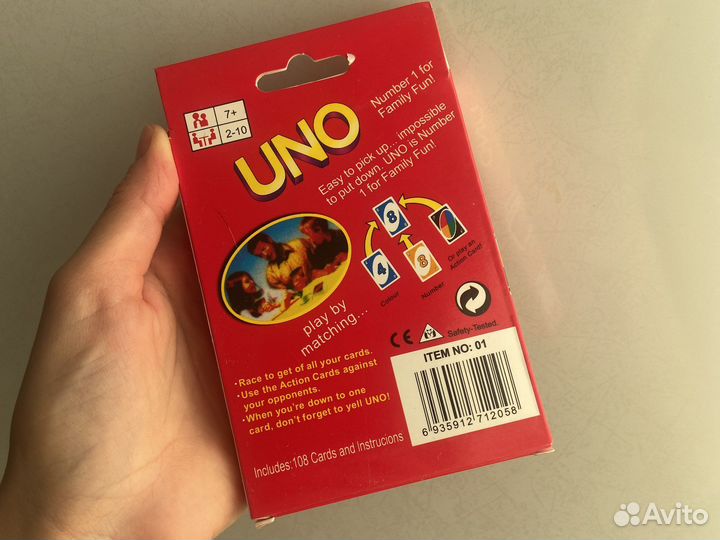 7+
2-10
UNO
Number 1 for
Family Fun!
Easy to pick up... impossible
to put down. UNO is Number
1 for Family Fun!
8
4
8
Colour
Number
Or play an
Action Card!
play by
matching...
CE
Safety-Tested.
· Race to get of all your cards.
· Use the Action Cards against
your opponents.
· When you're down to one
card, don't forget to yell UNO!
ITEM NO: 01
6 935912 712058
Includes:108 Cards and Instrucions
Avito